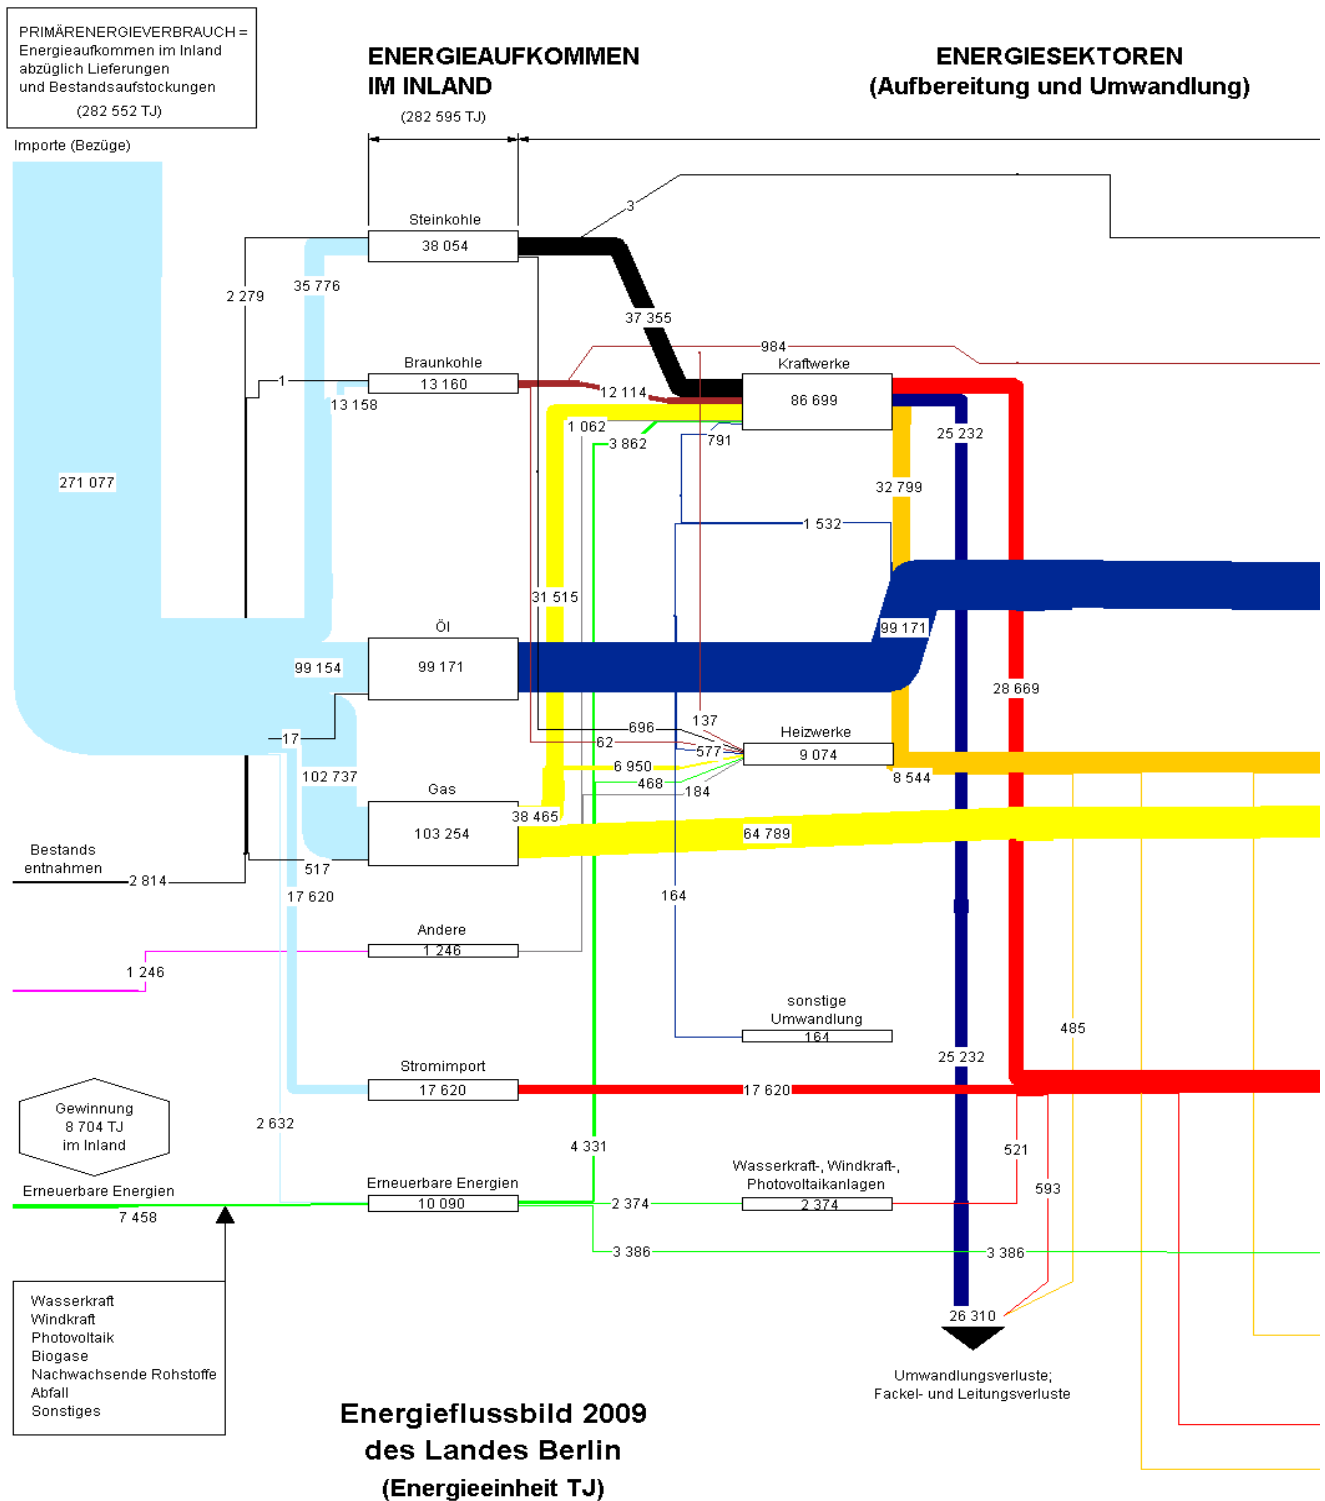 PRIMÄRENERGIEVERBRAUCH =
Energieaufkommen im Inland
abzüglich Lieferungen
und Bestandsaufstockungen
(282 552 TJ)
ENERGIEAUFKOMMEN
IM INLAND
(282 595 TJ)
ENERGIESEKTOREN
(Aufbereitung und Umwandlung)
Importe (Bezüge)
Steinkohle
38 054
3
2 279
35 776
37 355
984
Braunkohle
13 160
Kraftwerke
86 699
1
13 158
12 114
1 062
3 862
791
25 232
271 077
32 799
1 532
31 515
Öl
99 171
99 154
99 171
28 669
17
696
137
62
577
Heizwerke
9 074
102 737
6 950
468
184
8 544
Gas
103 254
38 465
64 789
Bestands
entnahmen
2 814
517
17 620
164
Andere
1 246
1 246
sonstige
Umwandlung
164
485
25 232
Stromimport
17 620
17 620
Gewinnung
8 704 TJ
im Inland
2 632
4 331
521
593
Erneuerbare Energien
7 458
Erneuerbare Energien
10 090
Wasserkraft-, Windkraft-,
Photovoltaikanlagen
2 374
2 374
3 386
3 386
Wasserkraft
Windkraft
Photovoltaik
Biogase
Nachwachsende Rohstoffe
Abfall
Sonstiges
26 310
Umwandlungsverluste;
Fackel- und Leitungsverluste
Energieflussbild 2009
des Landes Berlin
(Energieeinheit TJ)